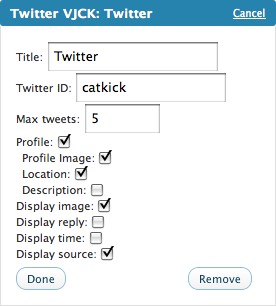 Twitter VJCK: Twitter Cancel
Title: Twitter
Twitter ID: catkick
Max tweets: 5
Profile:
Profile Image:
Location:
Description:
Display image:
Display reply:
Display time:
Display source:
Done Remove